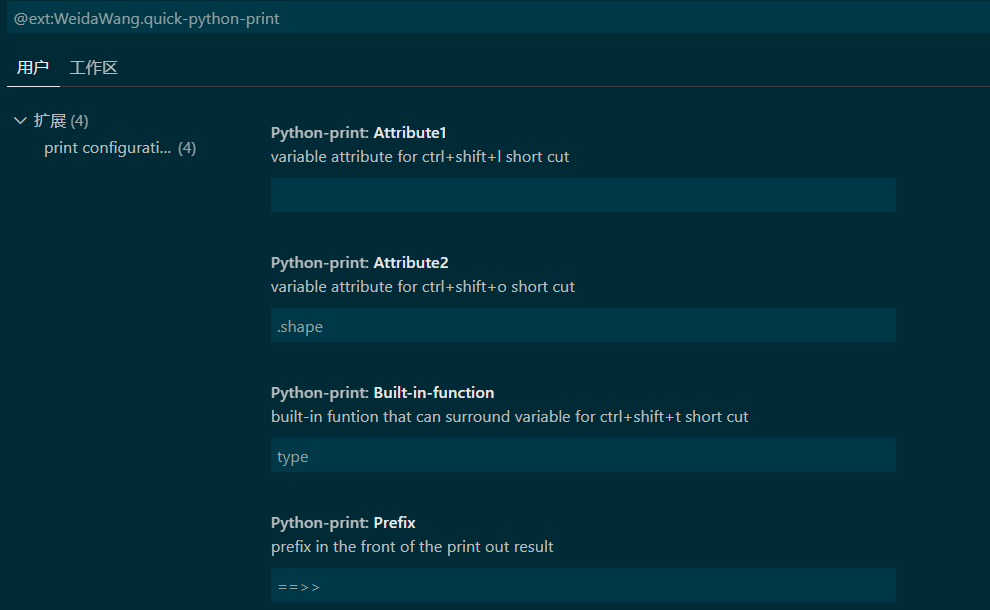 @ext:WeidaWang.quick-python-print
用户 工作区
扩展 (4)
print configurati... (4)
Python-print: Attribute1
variable attribute for ctrl+shift+l short cut
Python-print: Attribute2
variable attribute for ctrl+shift+o short cut
.shape
Python-print: Built-in-function
built-in funtion that can surround variable for ctrl+shift+t short cut
type
Python-print: Prefix
prefix in the front of the print out result
==>>